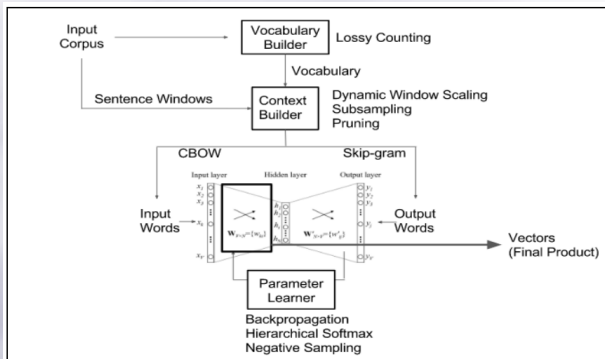 Input
Corpus
Vocabulary
Builder
Lossy Counting
Vocabulary
Sentence Windows
Context
Builder
Dynamic Window Scaling
Subsampling
Pruning
CBOW
Skip-gram
Input layer
Hidden layer
Output layer
Input
Words
Output
Words
Vectors
(Final Product)
Parameter
Learner
Backpropagation
Hierarchical Softmax
Negative Sampling